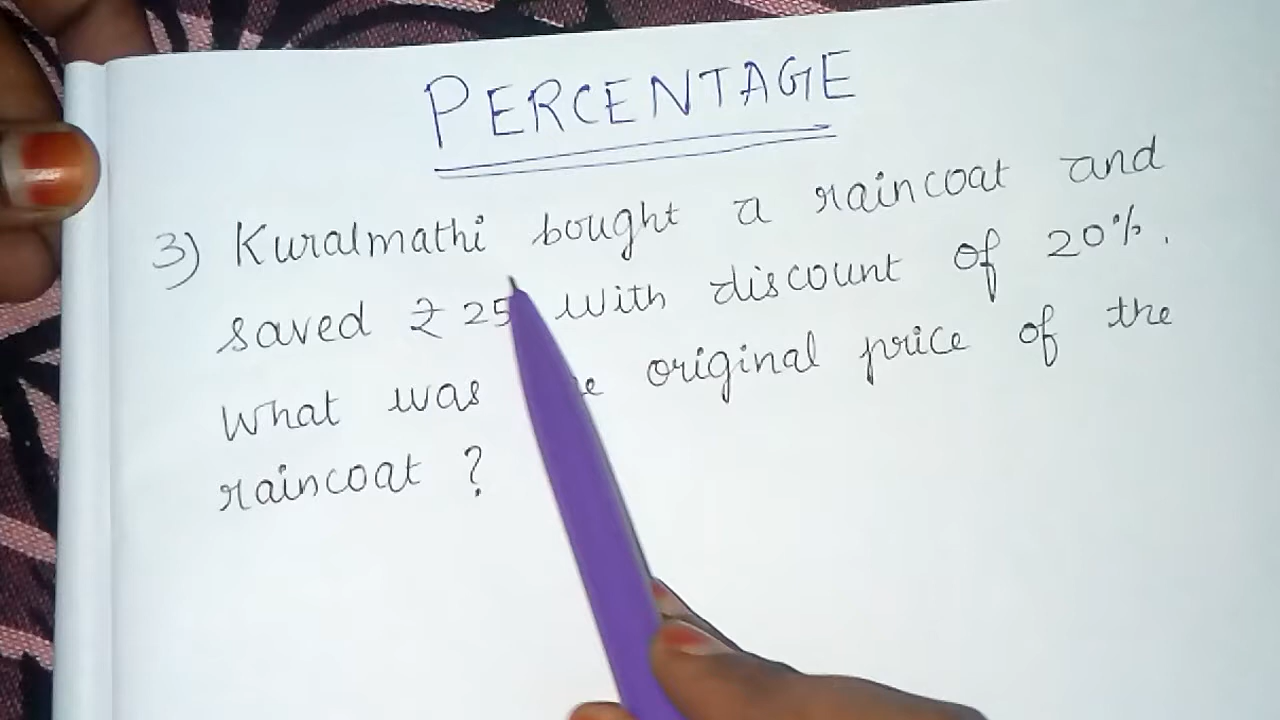 PERCENTAGE
3) Kuralmathi bought a raincoat and
saved ₹ 25 with discount of 20%.
What was original price of the
raincoat ?